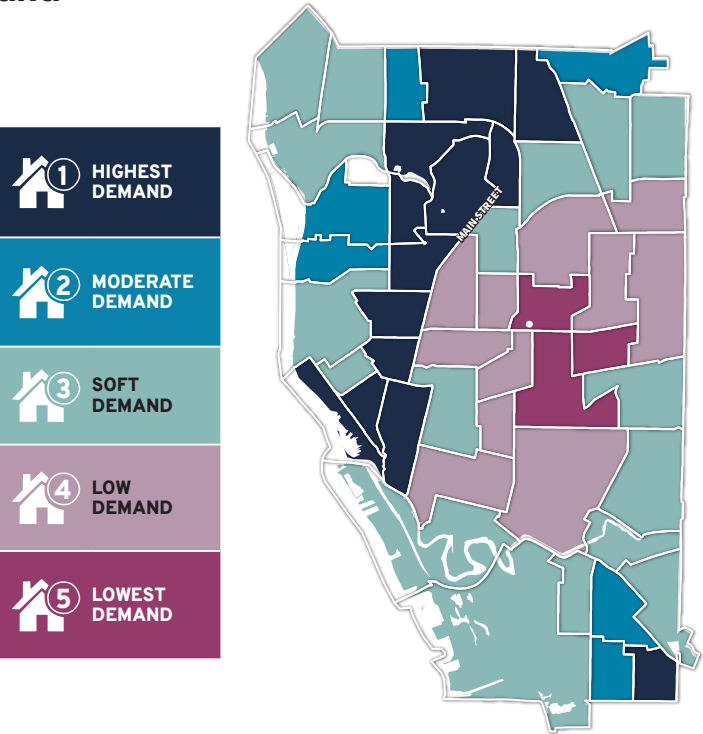 1 HIGHEST
DEMAND
2 MODERATE
DEMAND
3 SOFT
DEMAND
4 LOW
DEMAND
5 LOWEST
DEMAND
MAIN-STREET